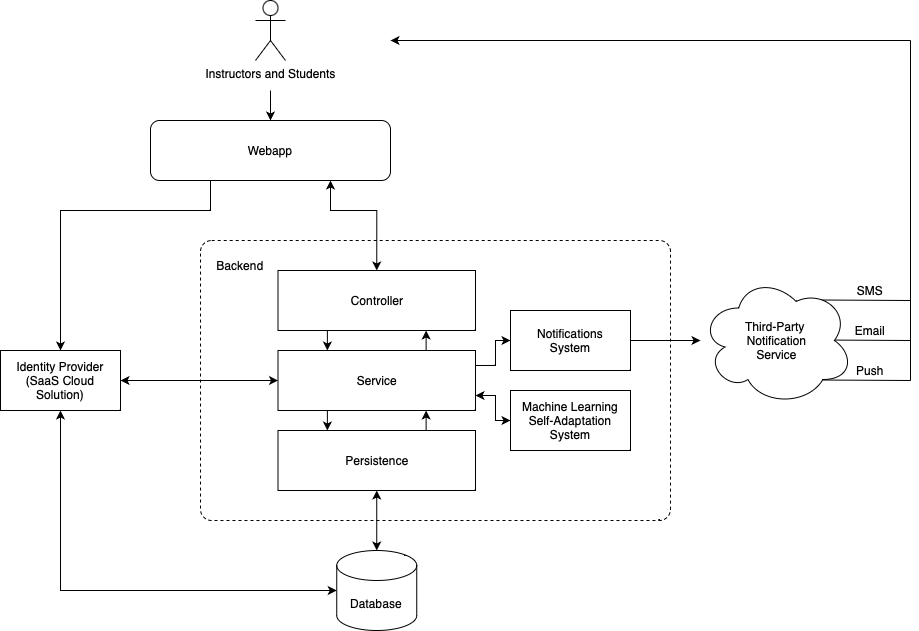 Instructors and Students
Webapp
Backend
Controller
SMS
Notifications
System
Third-Party
Notification
Service
Email
Identity Provider
(SaaS Cloud
Solution)
Service
Push
Machine Learning
Self-Adaptation
System
Persistence
Database